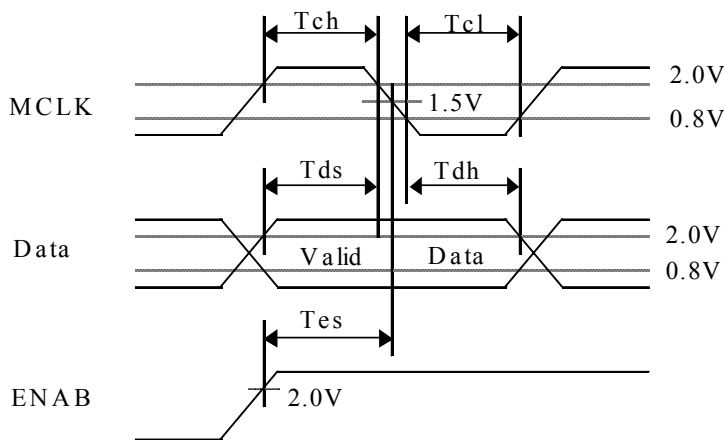 Tch Tcl
2.0V
MCLK 1.5V
0.8V
Tds Tdh
Data 2.0V
Valid Data
0.8V
Tes
ENAB 2.0V